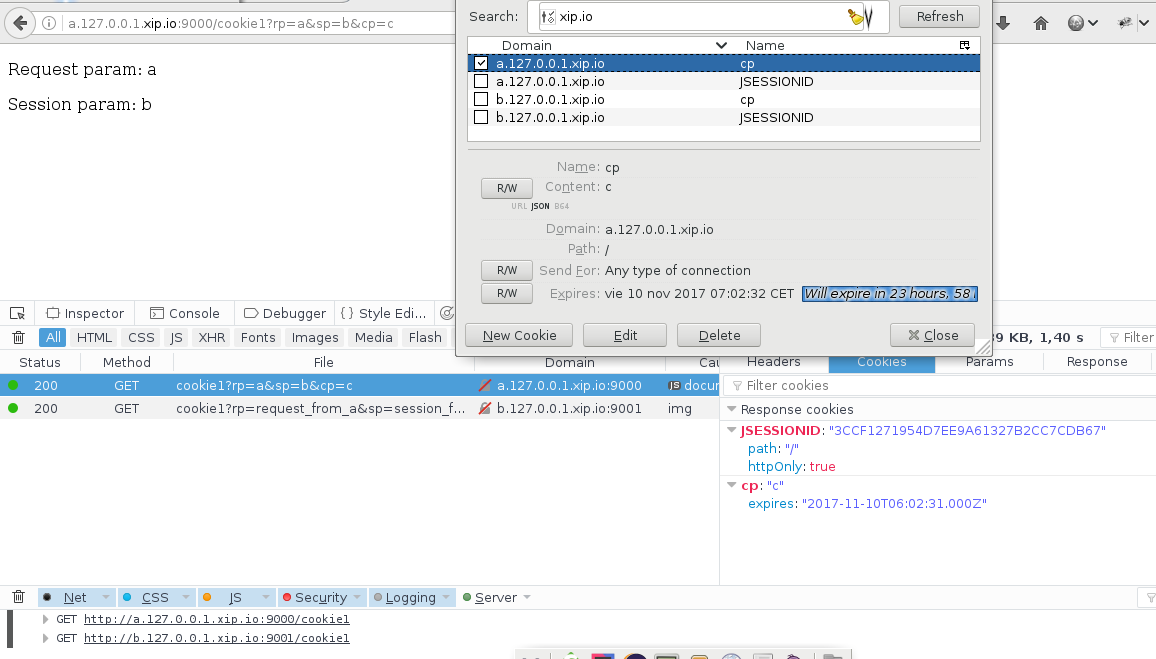 a.127.0.0.1.xip.io:9000/cookie1?rp=a&sp=b&cp=c
Request param: a
Session param: b
Search: xip.io Refresh
Domain Name
a.127.0.0.1.xip.io cp
a.127.0.0.1.xip.io JSESSIONID
b.127.0.0.1.xip.io cp
b.127.0.0.1.xip.io JSESSIONID
Name: cp
R/W Content: c
URL JSON B64
Domain: a.127.0.0.1.xip.io
Path: /
R/W Send For: Any type of connection
R/W Expires: vie 10 nov 2017 07:02:32 CET Will expire in 23 hours, 58
New Cookie Edit Delete Close
Inspector Console Debugger { } Style Edi...
All HTML CSS JS XHR Fonts Images Media Flash 9 KB, 1,40 s Filter
Status Method File Domain Cau Headers Cookies Params Response
200 GET cookie1?rp=a&sp=b&cp=c a.127.0.0.1.xip.io:9000 JS docum
200 GET cookie1?rp=request_from_a&sp=session_f... b.127.0.0.1.xip.io:9001 img
Filter cookies
Response cookies
JSESSIONID: "3CCF1271954D7EE9A61327B2CC7CDB67"
path: "/"
httpOnly: true
cp: "c"
expires: "2017-11-10T06:02:31.000Z"
Net CSS JS Security Logging Server
GET http://a.127.0.0.1.xip.io:9000/cookie1
GET http://b.127.0.0.1.xip.io:9001/cookie1